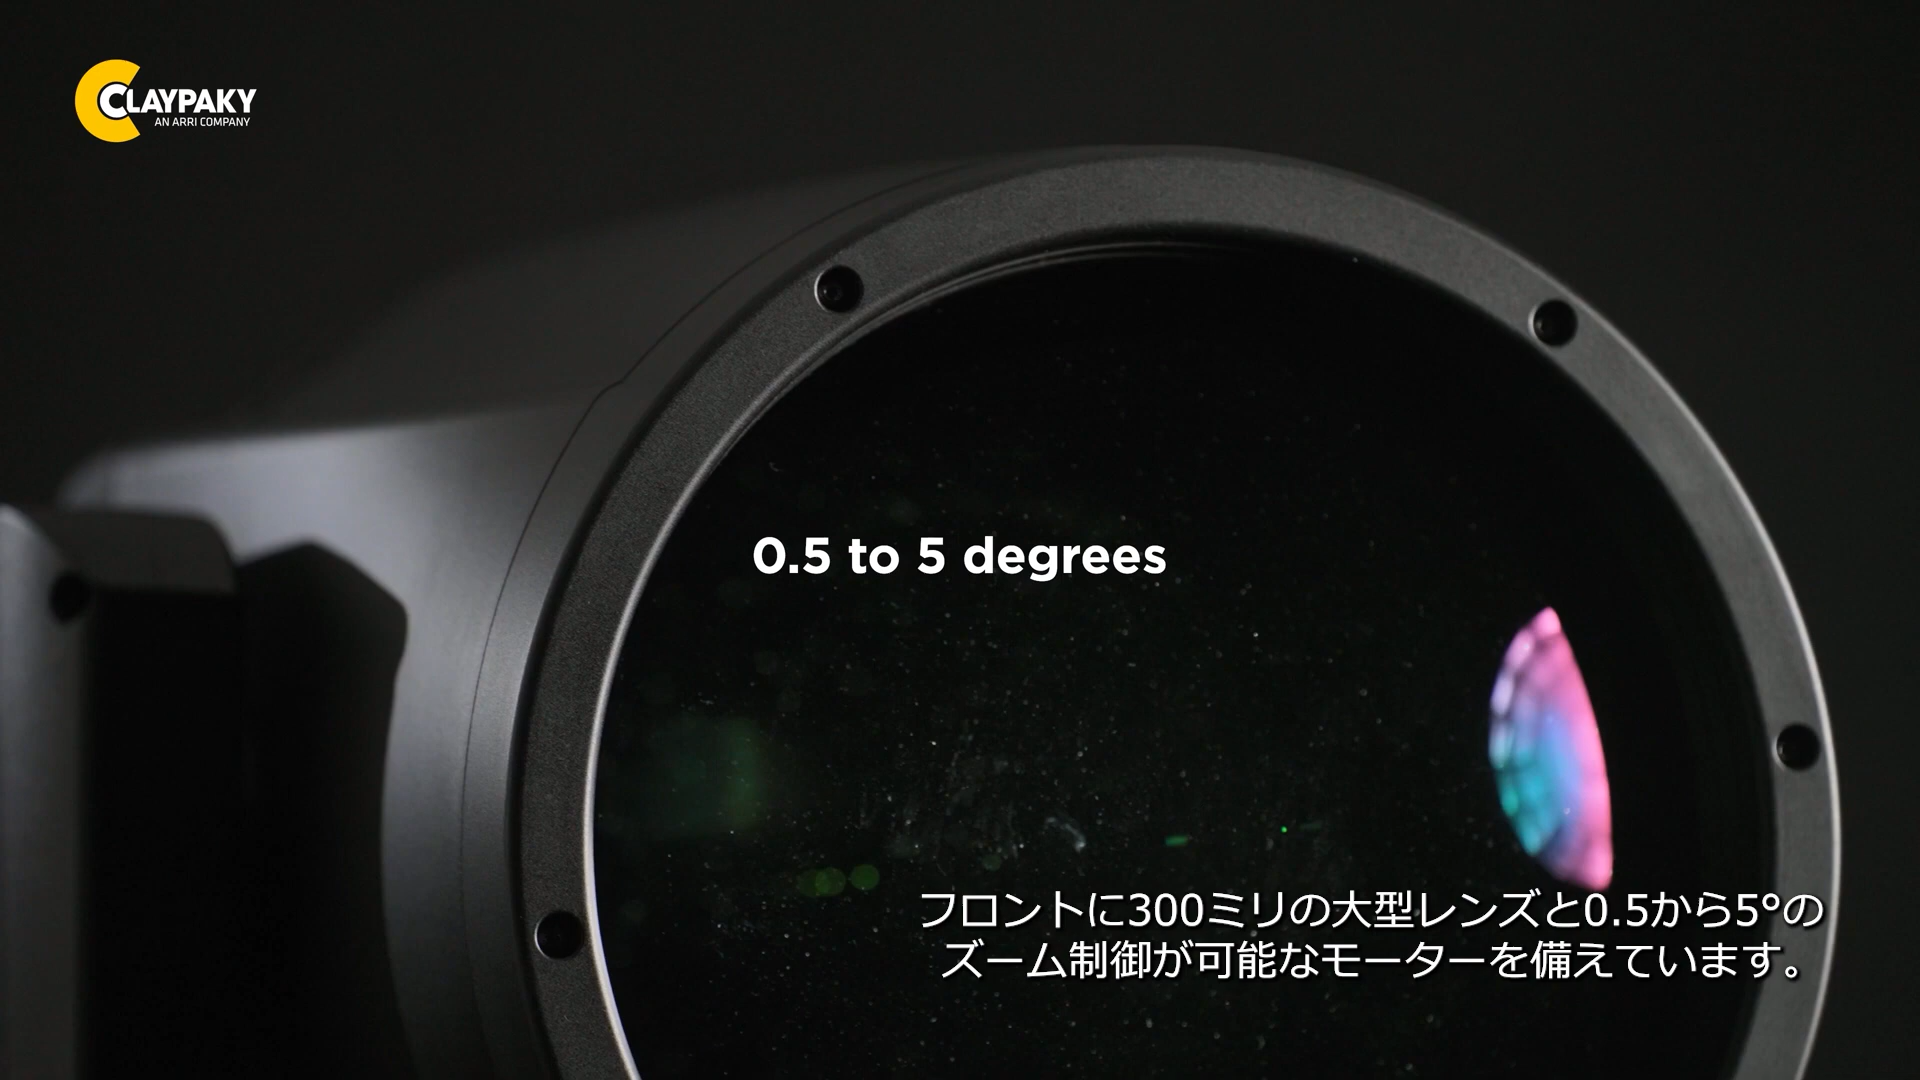 CLAYPAKY
AN ARRI COMPANY
0.5 to 5 degrees
フロントに300ミリの大型レンズと0.5から5°の
ズーム制御が可能なモーターを備えています。